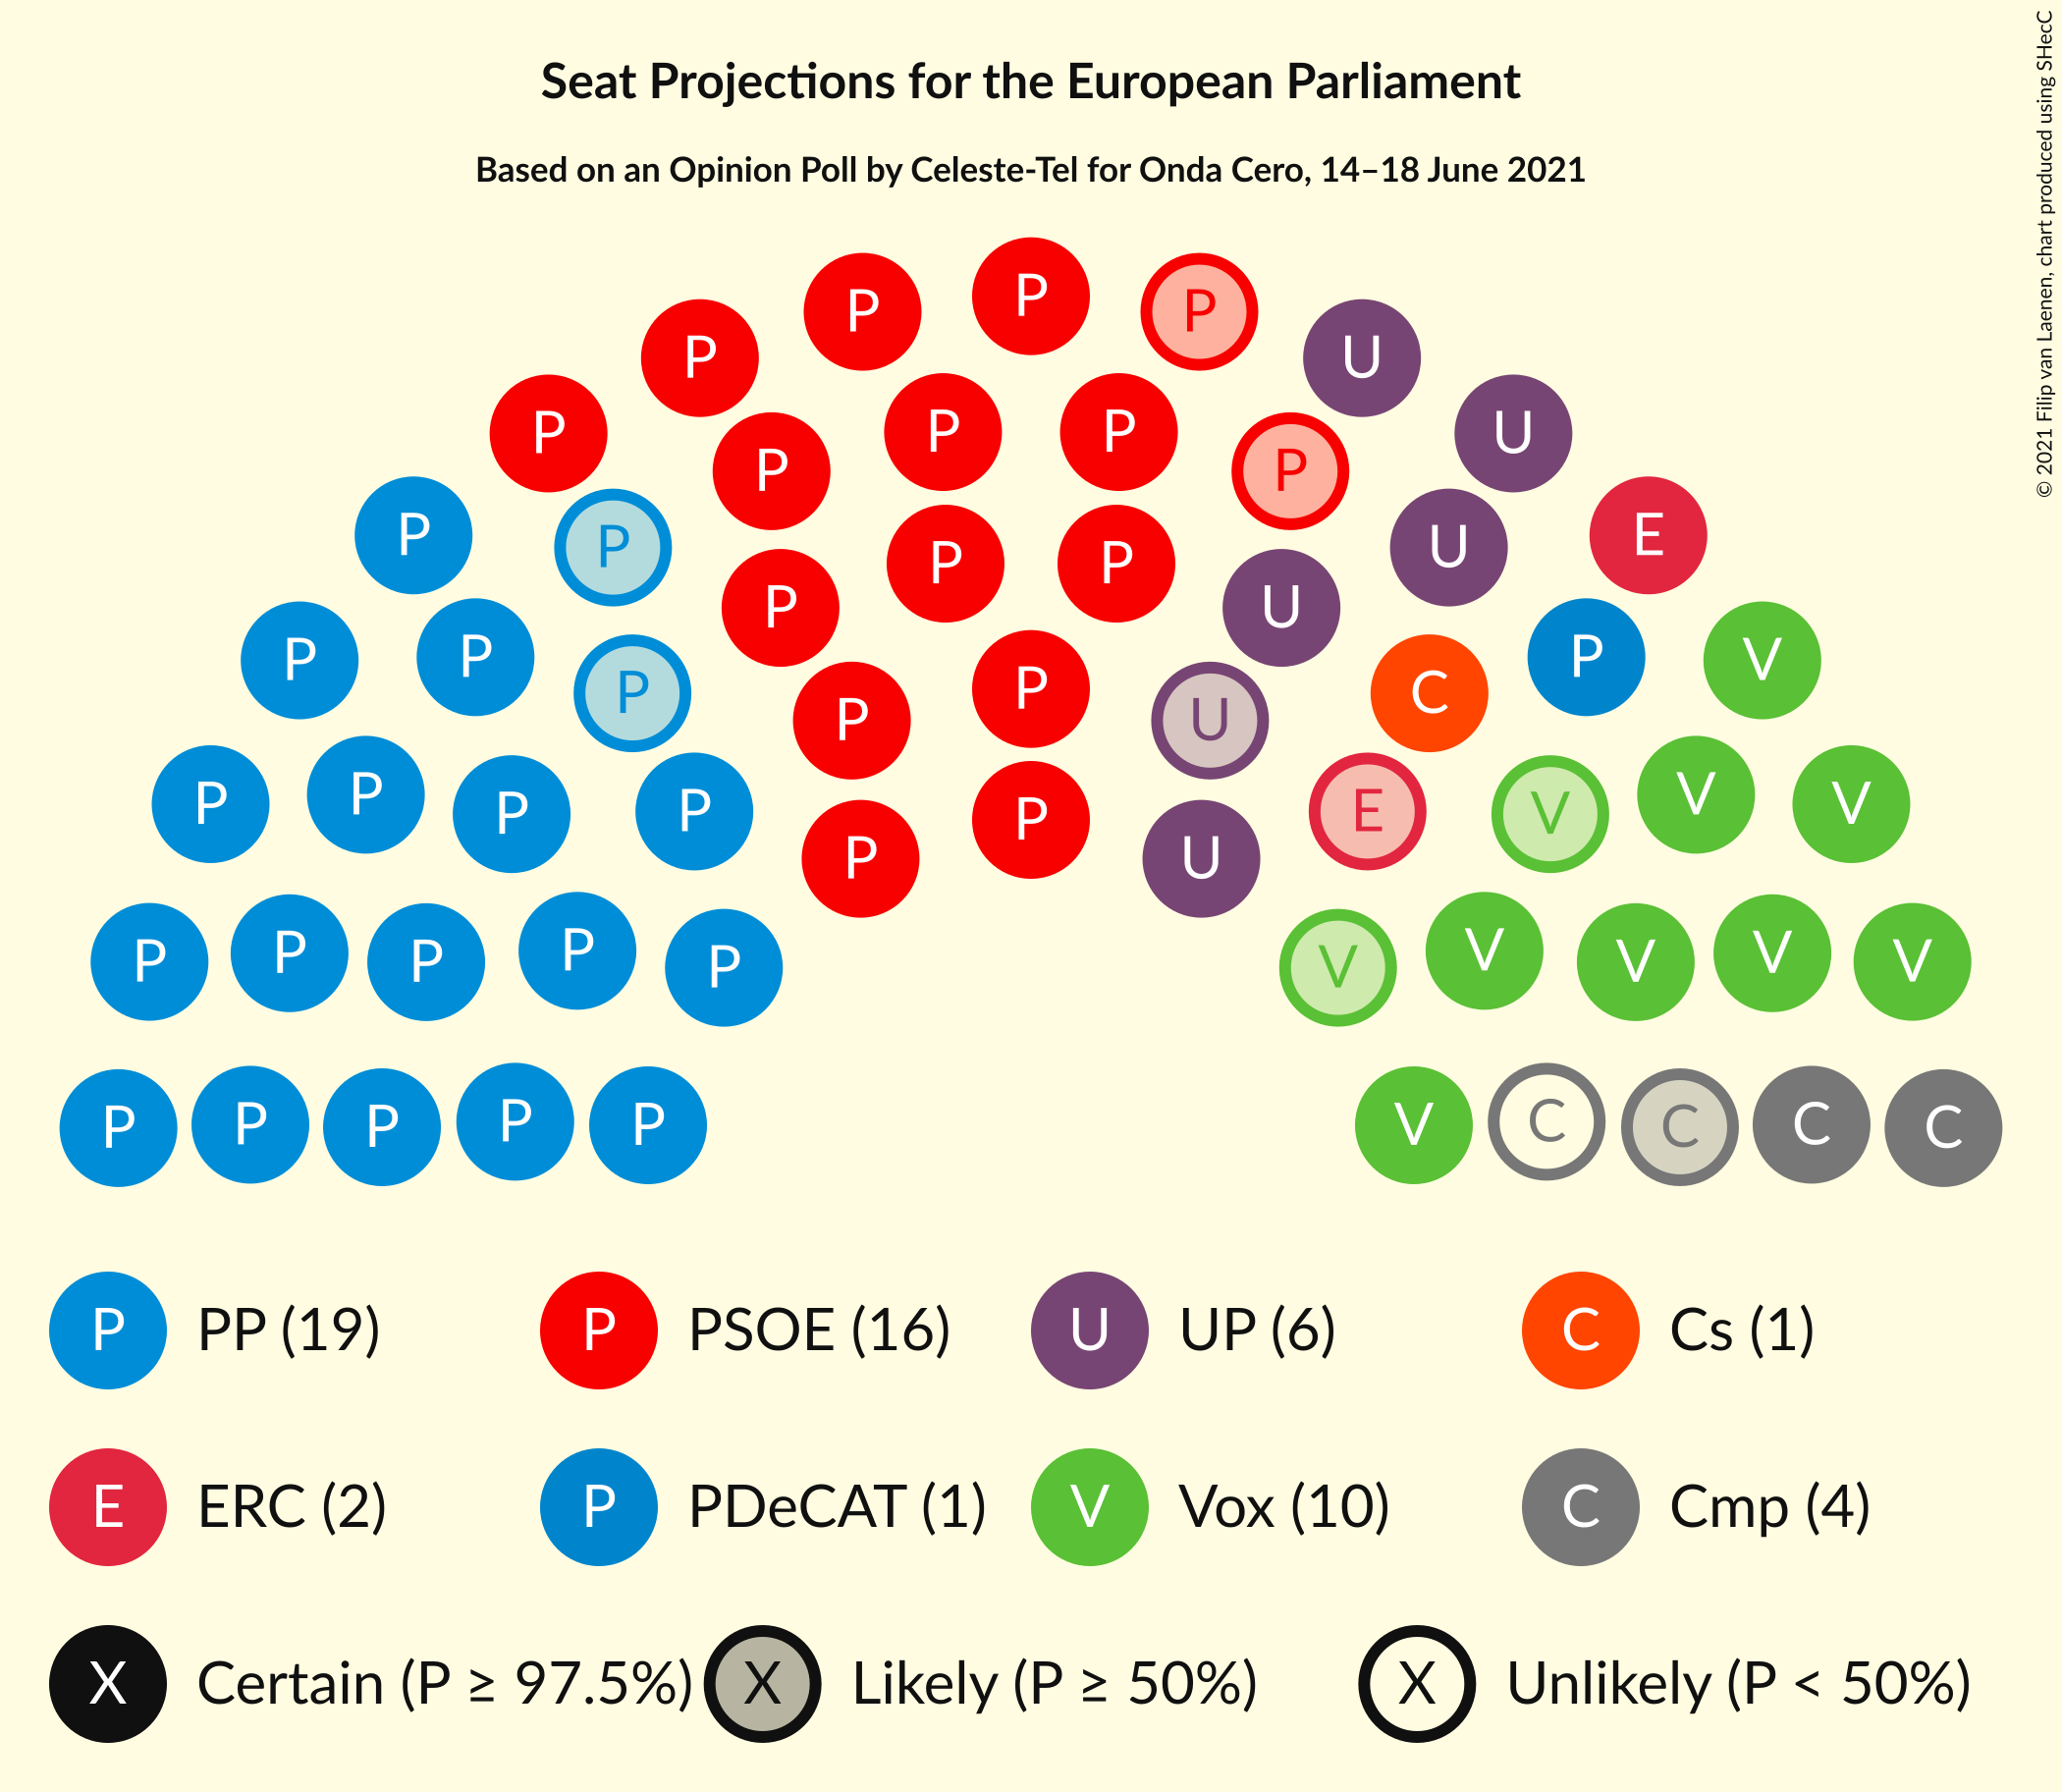 Seat Projections for the European Parliament
Based on an Opinion Poll by Celeste-Tel for Onda Cero, 14–18 June 2021
© 2021 Filip van Laenen, chart produced using SHecC
P P P
P U
P P P P U
P P U E
P P P P U
P P P U
P P P C P V
P P P U
P P P P P E V V V
P P U
P P P P P V V V V V
P P P P P V C C C C
P PP (19) P PSOE (16) U UP (6) C Cs (1)
E ERC (2) P PDeCAT (1) V Vox (10) C Cmp (4)
X Certain (P ≥ 97.5%) X Likely (P ≥ 50%) X Unlikely (P < 50%)